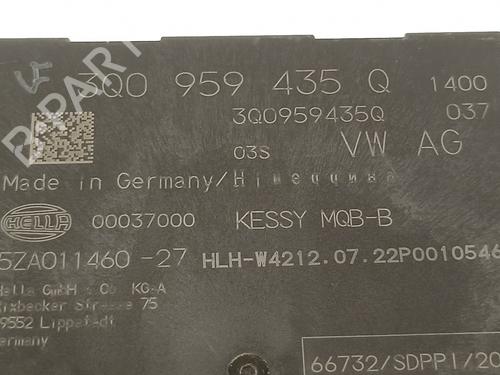 3Q0 959 435 Q 1400
3Q0959435Q 037
03S VW AG
Made in Germany/
HELLA 00037000 KESSY MQB-B
5ZA011460-27 HLH-W4212.07.22P0010546
Hella GmbH & Co. KGaA
Rixbecker Strasse 75
59552 Lippstadt
Germany
66732/SDPPI/20
B-PARTS